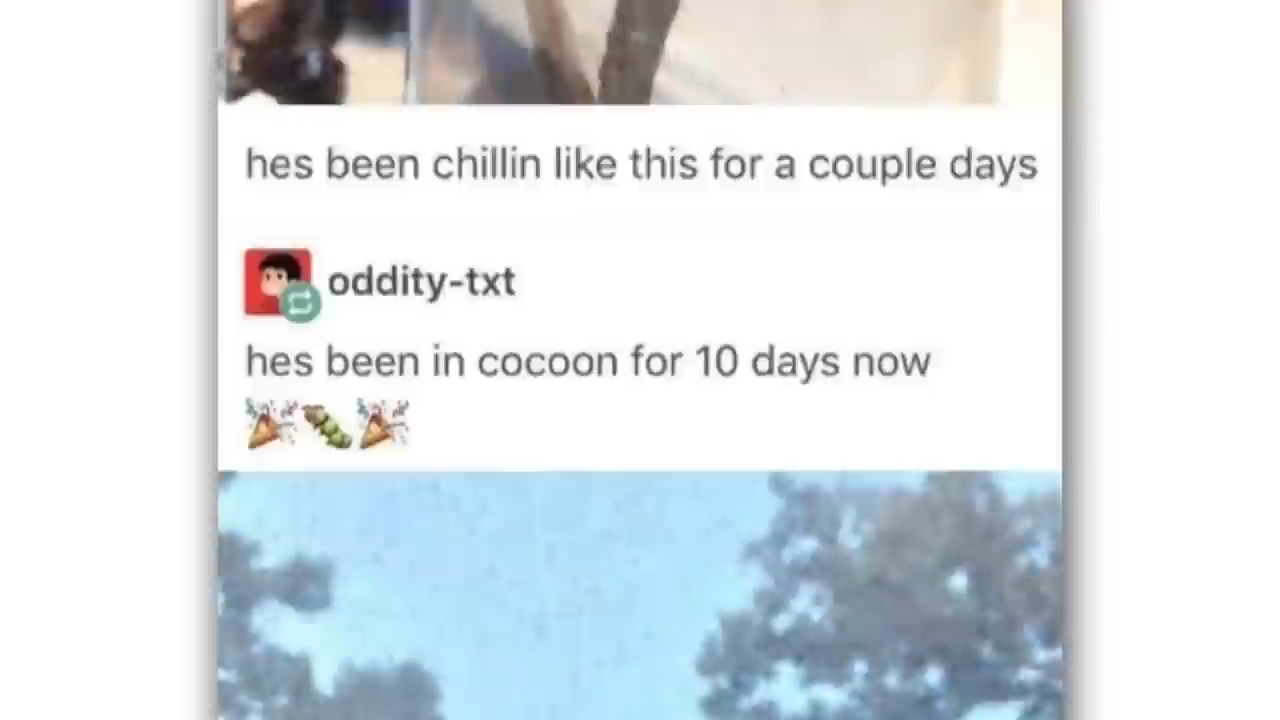 hes been chillin like this for a couple days
oddity-txt
hes been in cocoon for 10 days now
🎉🐛🎉